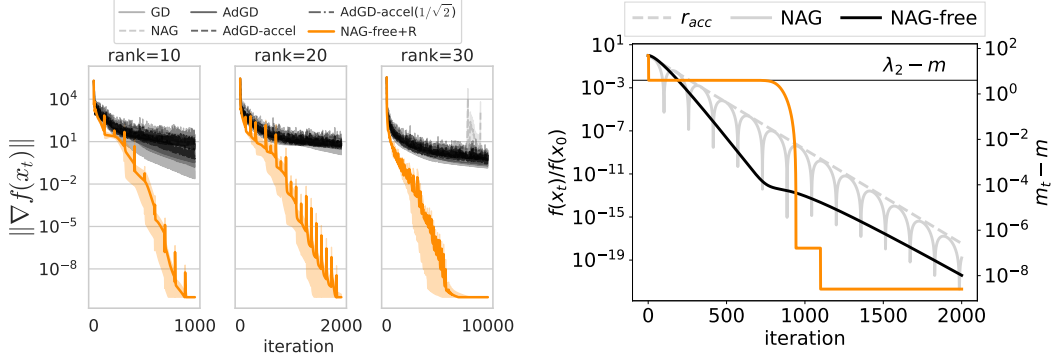 GD
AdGD
AdGD-accel(1/√2)
NAG
AdGD-accel
NAG-free+R
rank=10
rank=20
rank=30
‖∇f(x_t)‖
10^4
10^1
10^−2
10^−5
10^−8
0
1000
0
2000
0
10000
iteration
r_acc
NAG
NAG-free
f(x_t)/f(x_0)
10^1
10^−3
10^−7
10^−11
10^−15
10^−19
λ_2 − m
10^2
10^0
10^−2
10^−4
10^−6
10^−8
m_t − m
0
500
1000
1500
2000
iteration